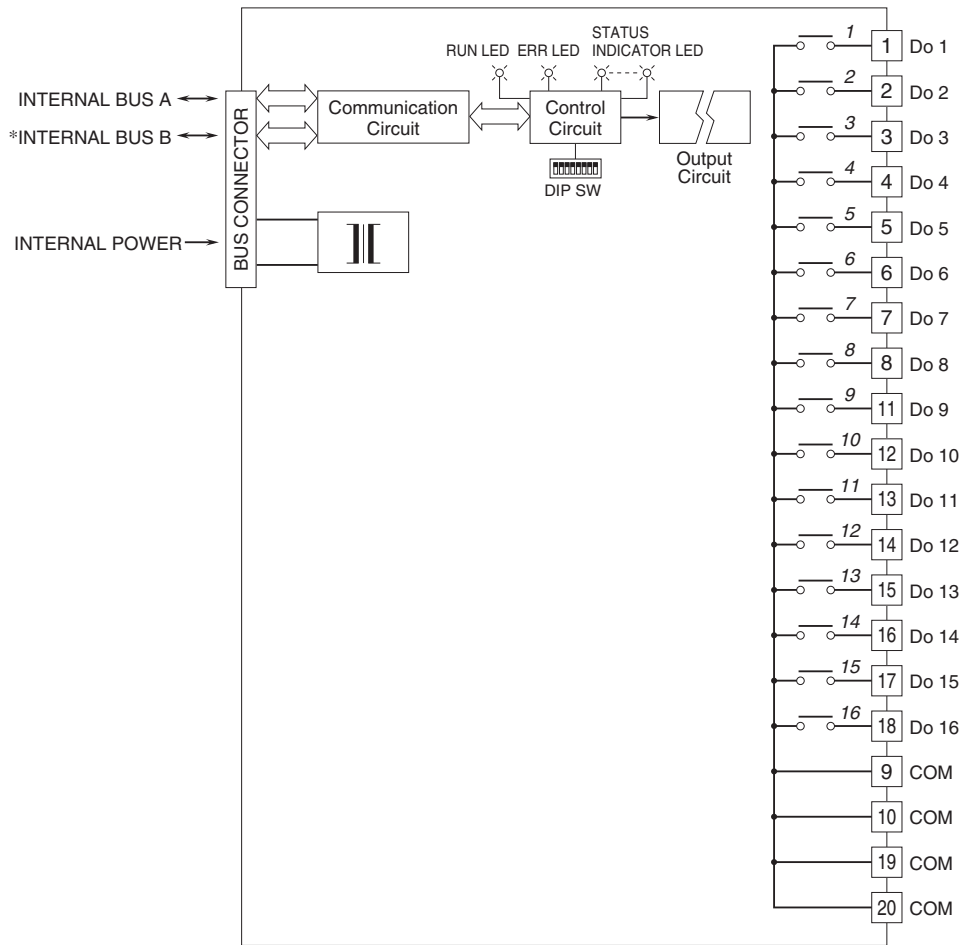 RUN LED ERR LED STATUS
INDICATOR LED
INTERNAL BUS A
*INTERNAL BUS B
INTERNAL POWER
BUS CONNECTOR
Communication
Circuit
Control
Circuit
DIP SW
Output
Circuit
1 1 Do 1
2 2 Do 2
3 3 Do 3
4 4 Do 4
5 5 Do 5
6 6 Do 6
7 7 Do 7
8 8 Do 8
9 11 Do 9
10 12 Do 10
11 13 Do 11
12 14 Do 12
13 15 Do 13
14 16 Do 14
15 17 Do 15
16 18 Do 16
9 COM
10 COM
19 COM
20 COM